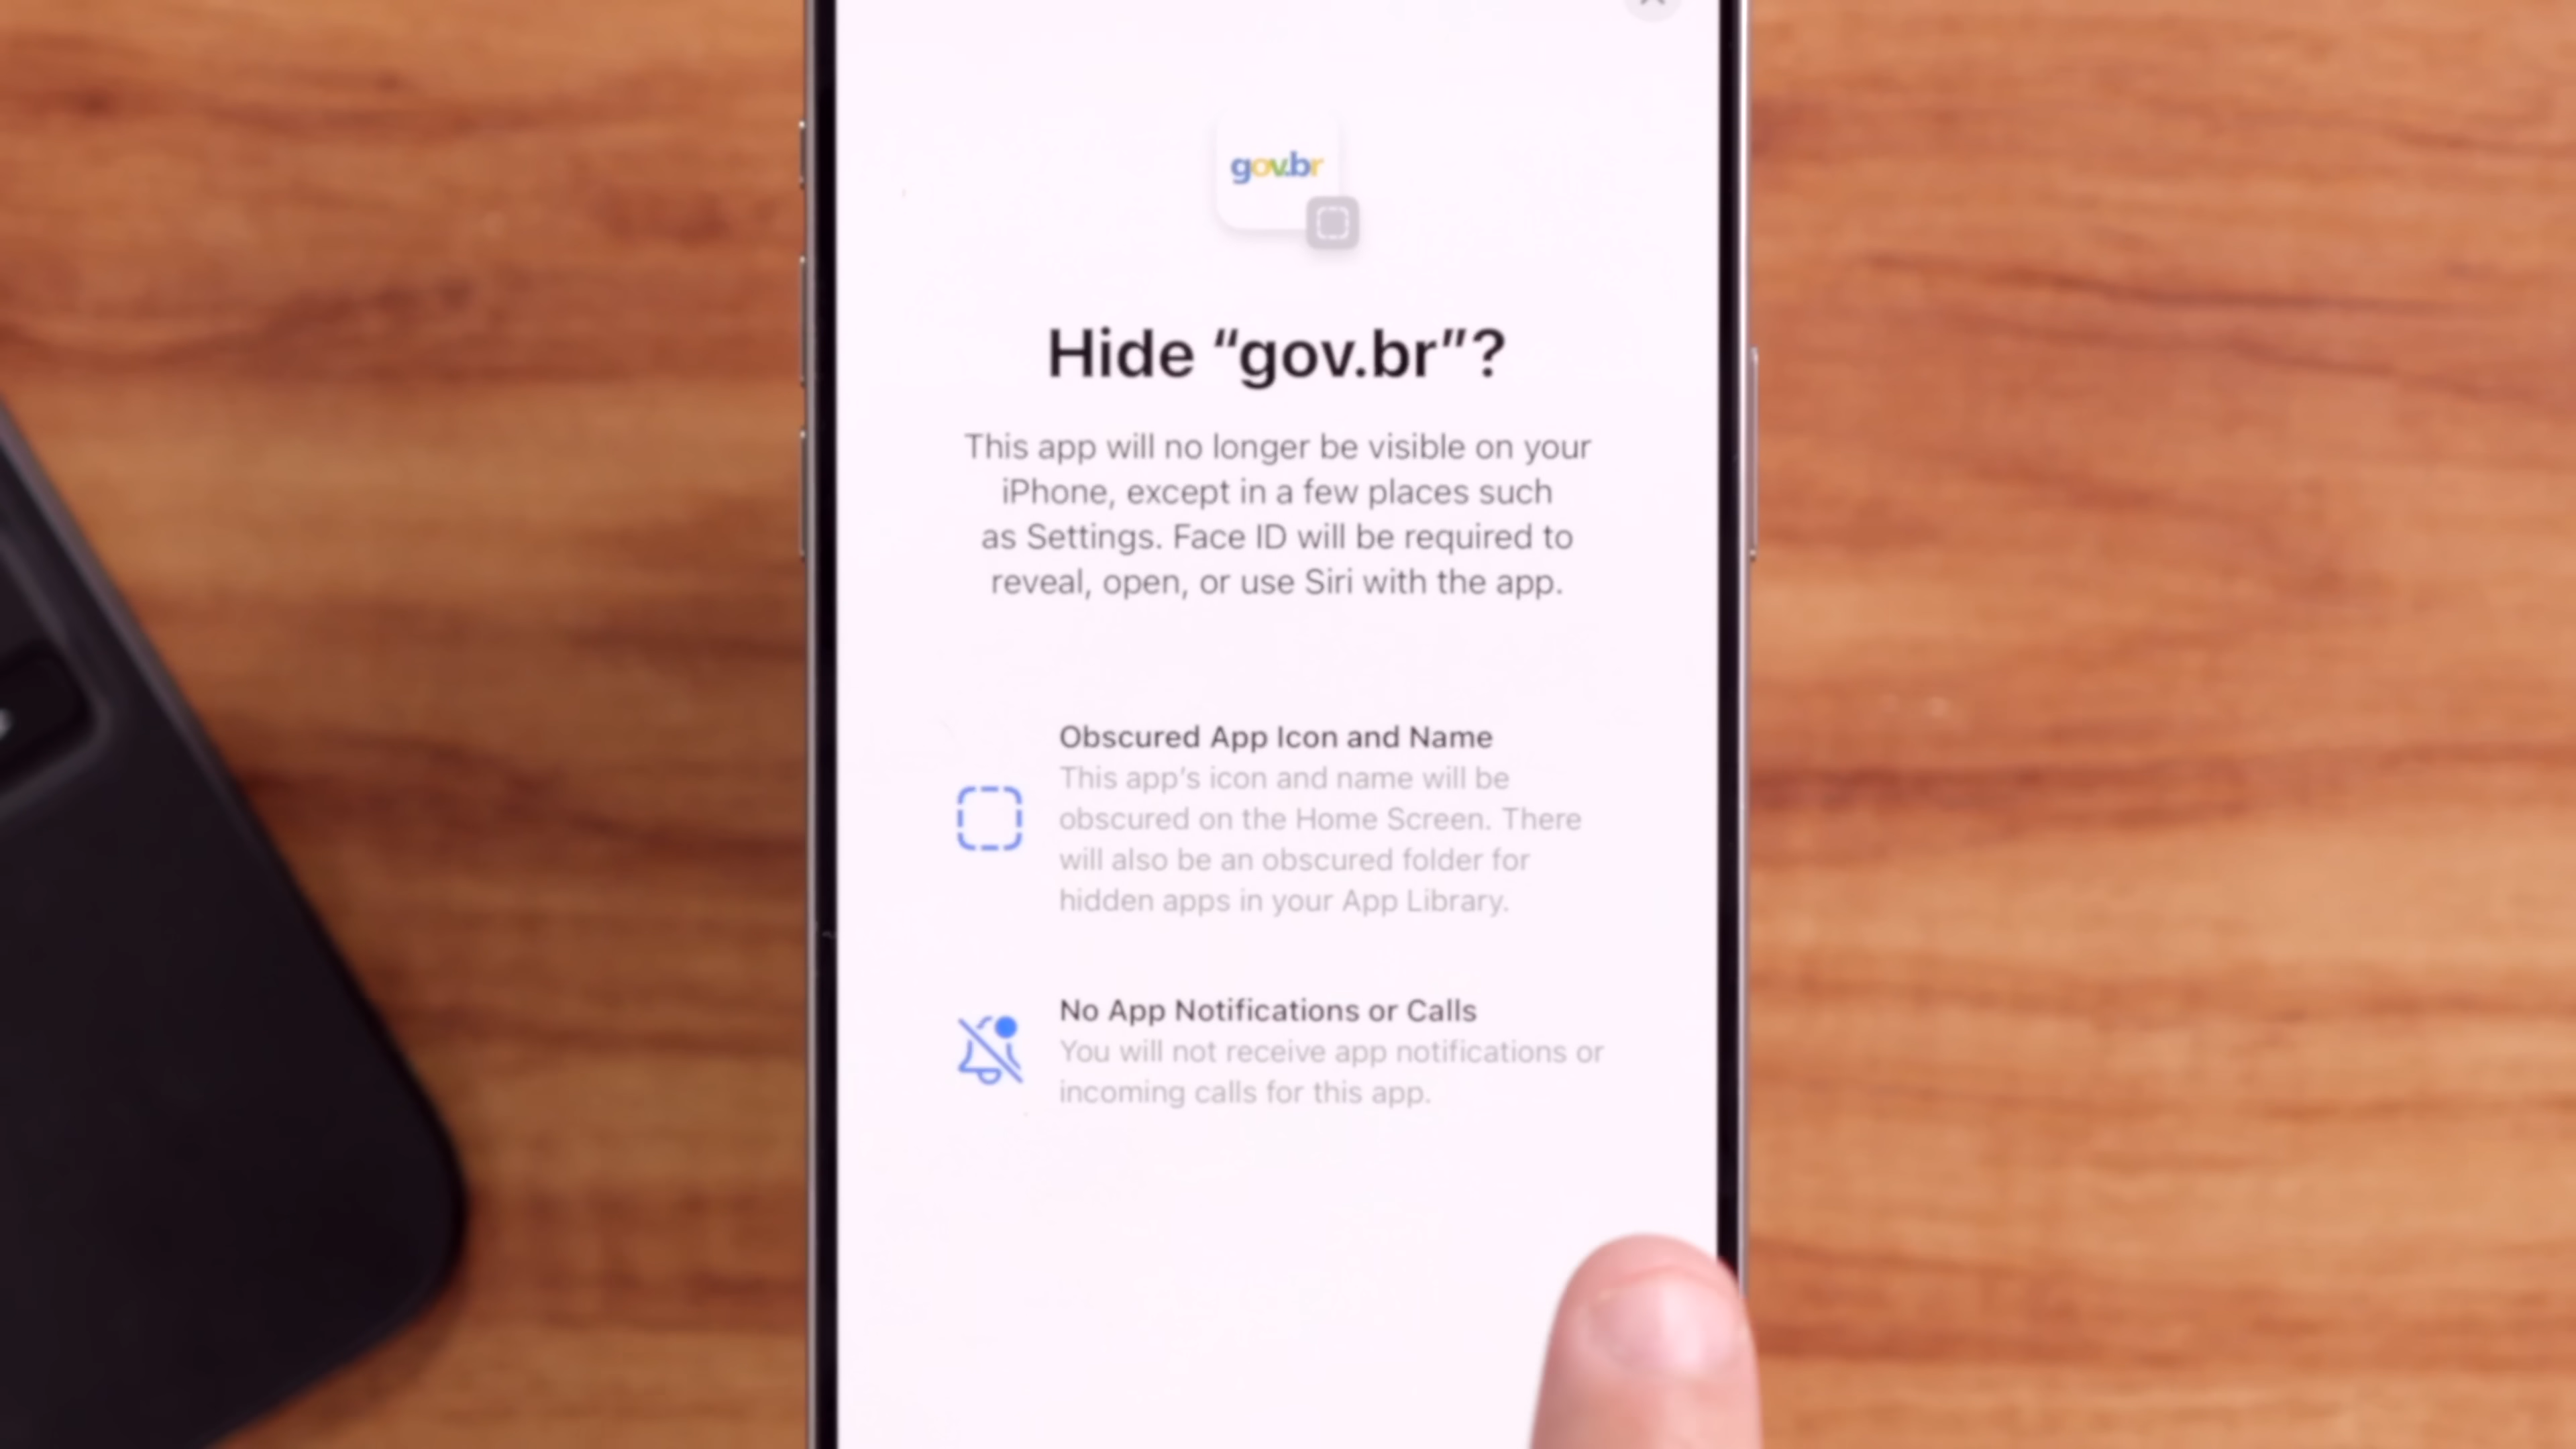 gov.br
Hide “gov.br”?
This app will no longer be visible on your
iPhone, except in a few places such
as Settings. Face ID will be required to
reveal, open, or use Siri with the app.
Obscured App Icon and Name
This app’s icon and name will be
obscured on the Home Screen. There
will also be an obscured folder for
hidden apps in your App Library.
No App Notifications or Calls
You will not receive app notifications or
incoming calls for this app.